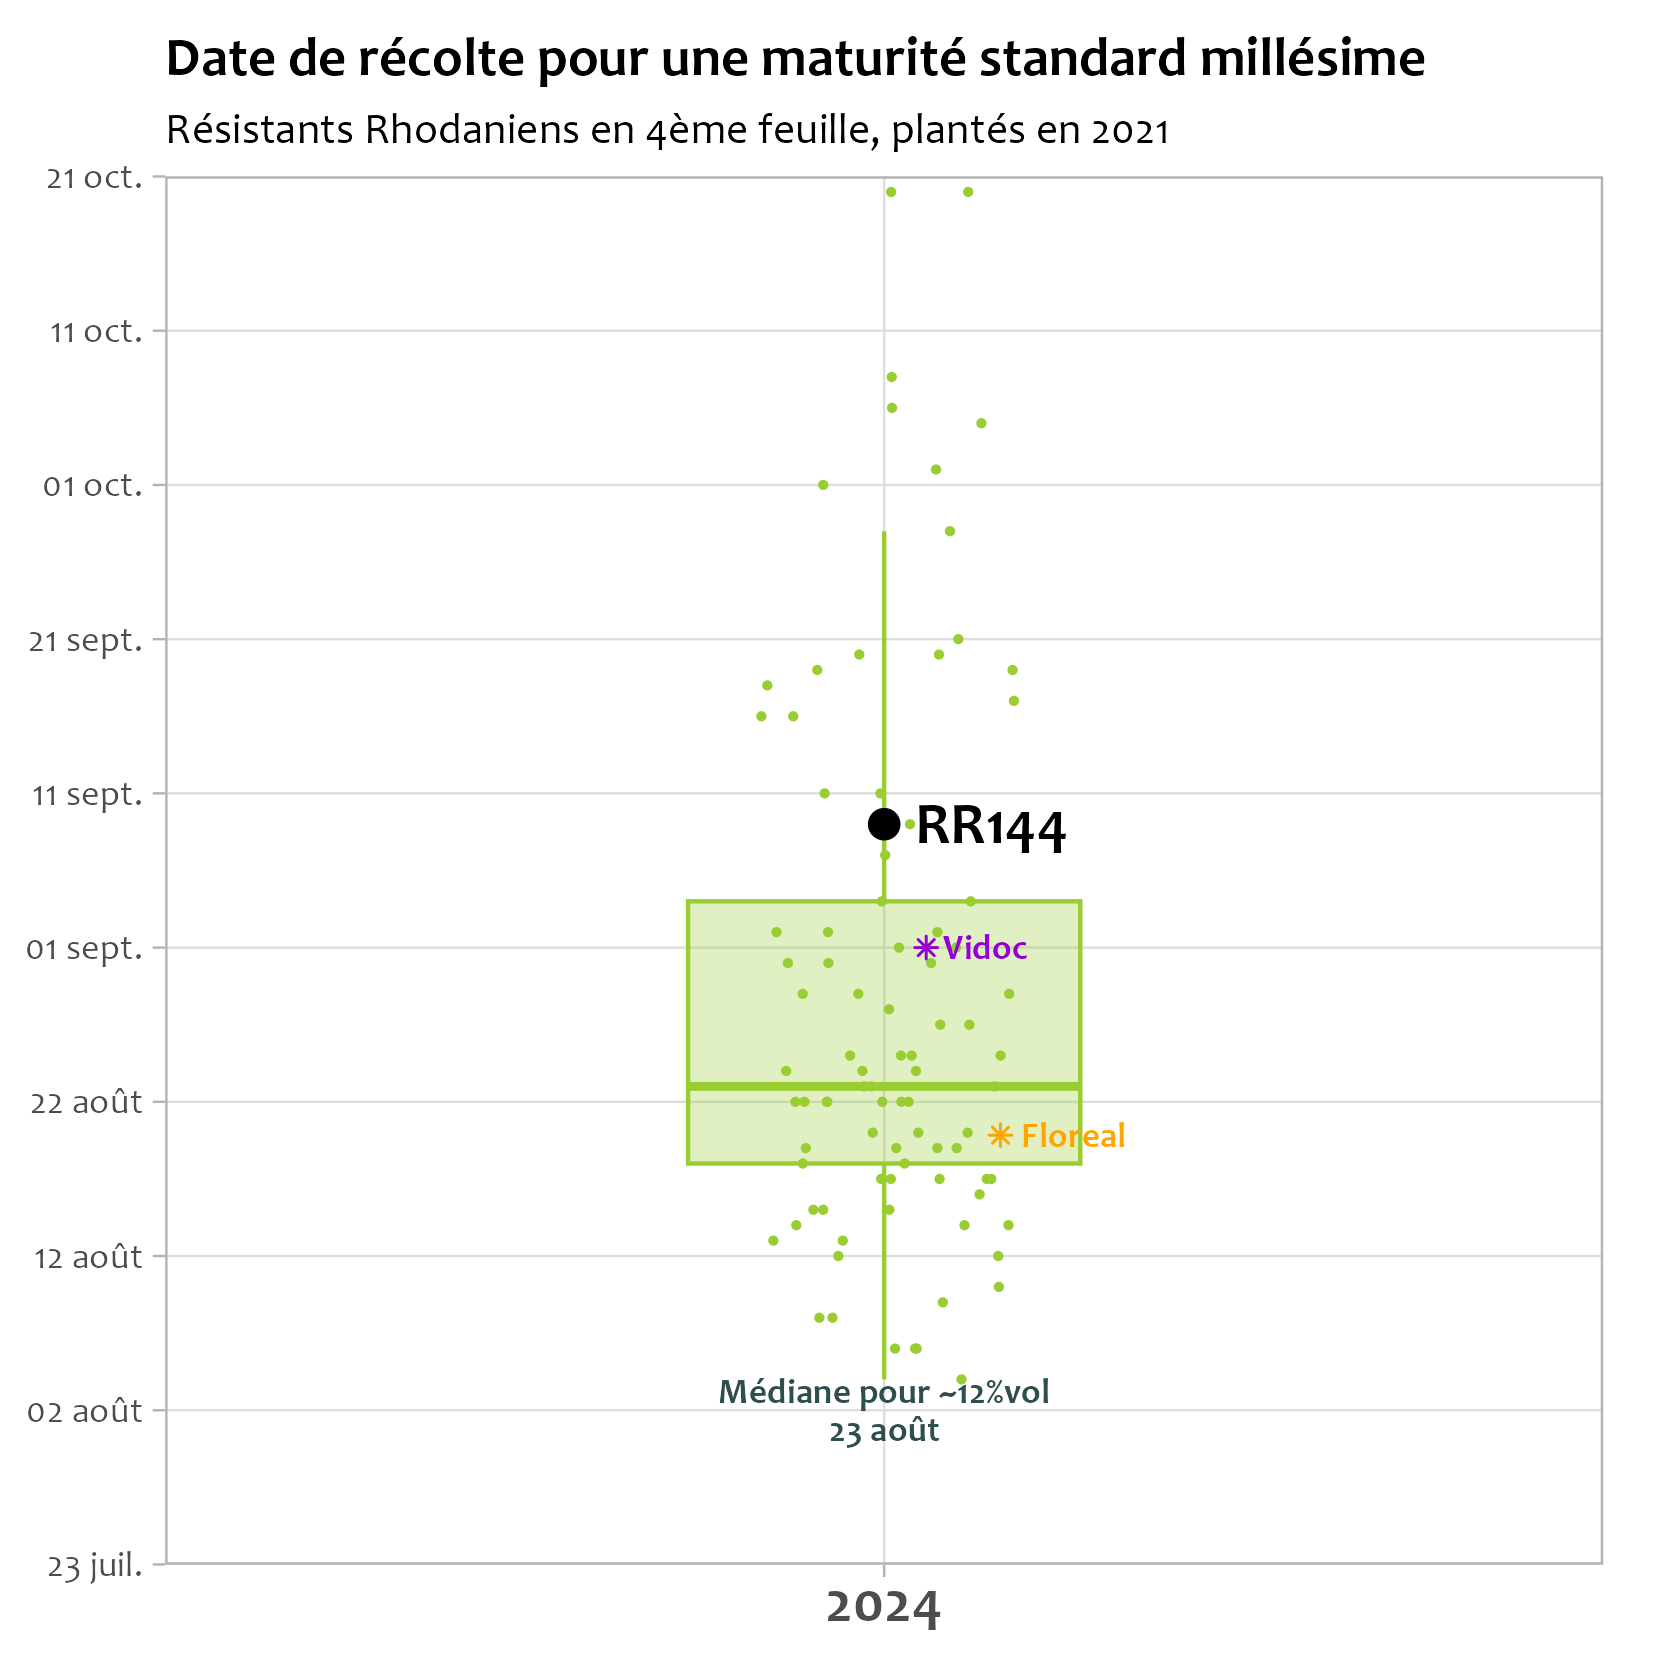 Date de récolte pour une maturité standard millésime
Résistants Rhodaniens en 4ème feuille, plantés en 2021
21 oct.
11 oct.
01 oct.
21 sept.
11 sept.
RR144
01 sept.
Vidoc
22 août
Floreal
12 août
Médiane pour ~12%vol
02 août
23 août
23 juil.
2024